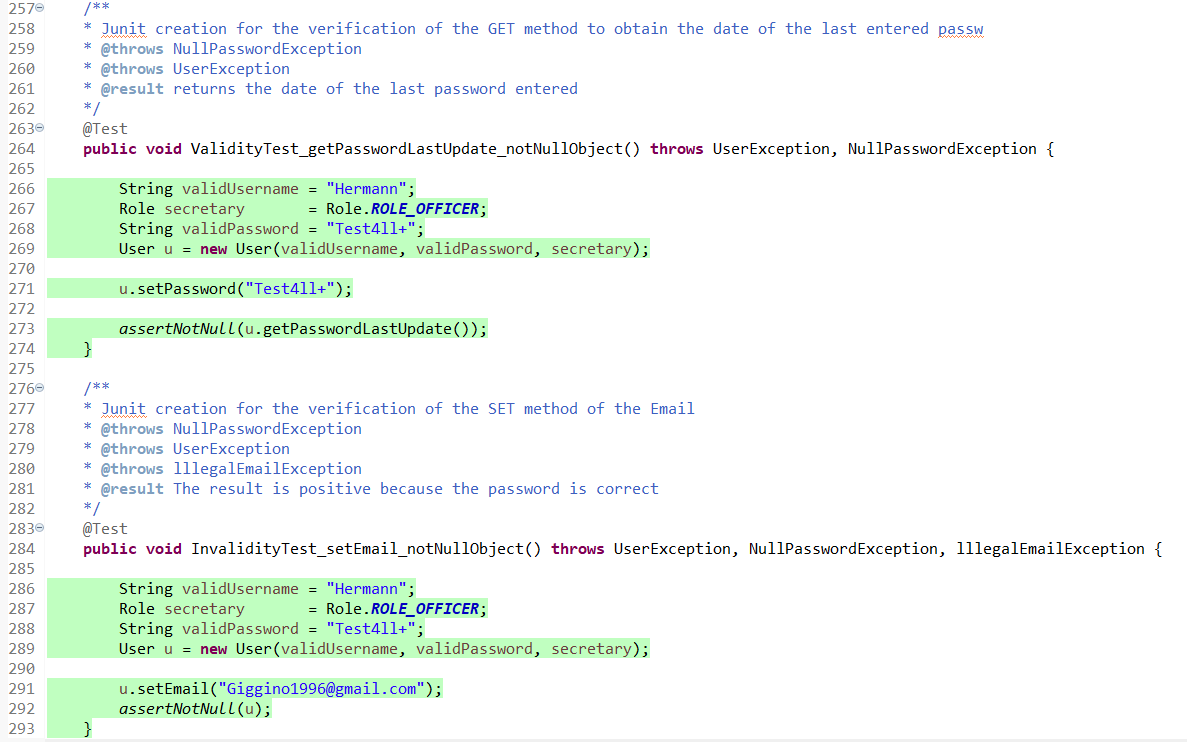 257 /**
258 * Junit creation for the verification of the GET method to obtain the date of the last entered passw
259 * @throws NullPasswordException
260 * @throws UserException
261 * @result returns the date of the last password entered
262 */
263 @Test
264 public void ValidityTest_getPasswordLastUpdate_notNullObject() throws UserException, NullPasswordException {
265
266 String validUsername = "Hermann";
267 Role secretary       = Role.ROLE_OFFICER;
268 String validPassword = "Test4ll+";
269 User u = new User(validUsername, validPassword, secretary);
270
271 u.setPassword("Test4ll+");
272
273 assertNotNull(u.getPasswordLastUpdate());
274 }
275
276 /**
277 * Junit creation for the verification of the SET method of the Email
278 * @throws NullPasswordException
279 * @throws UserException
280 * @throws lllegalEmailException
281 * @result The result is positive because the password is correct
282 */
283 @Test
284 public void InvalidityTest_setEmail_notNullObject() throws UserException, NullPasswordException, lllegalEmailException {
285
286 String validUsername = "Hermann";
287 Role secretary       = Role.ROLE_OFFICER;
288 String validPassword = "Test4ll+";
289 User u = new User(validUsername, validPassword, secretary);
290
291 u.setEmail("Giggino1996@gmail.com");
292 assertNotNull(u);
293 }